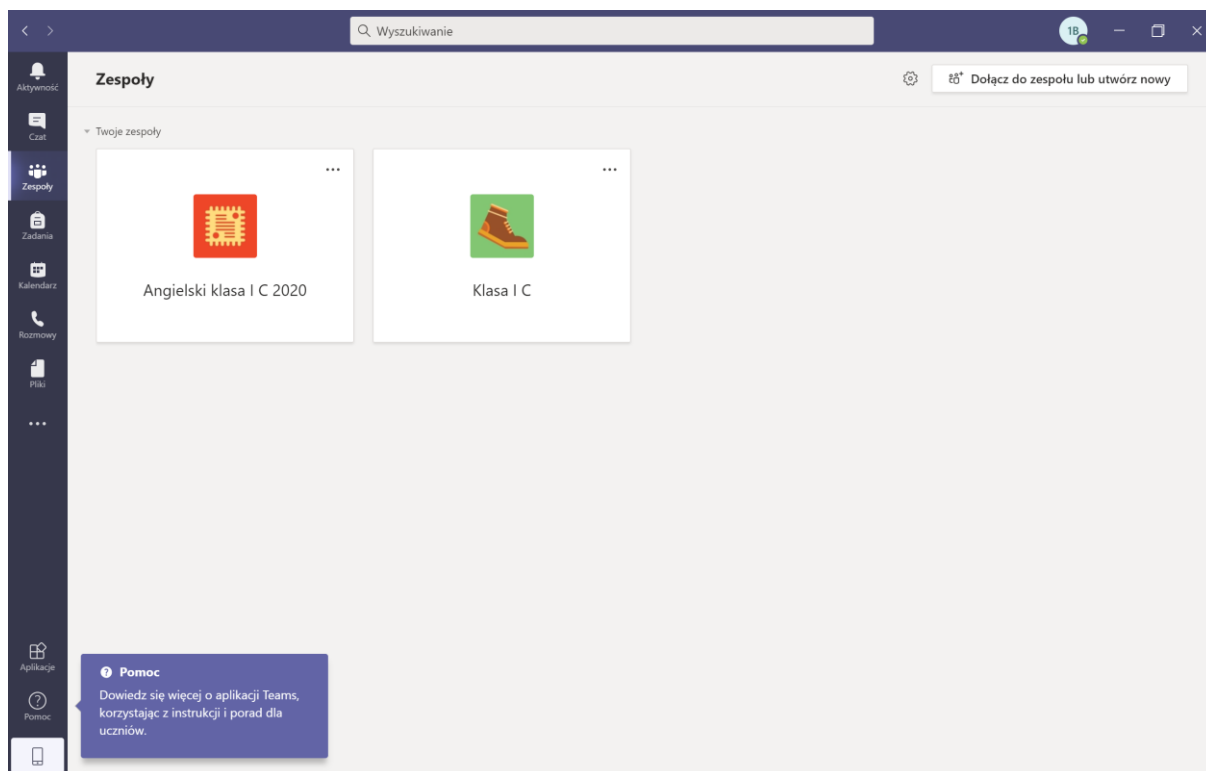 Wyszukiwanie
1B
Aktywność
Czat
Zespoły
Zadania
Kalendarz
Rozmowy
Pliki
Aplikacje
Pomoc
Zespoły
Dołącz do zespołu lub utwórz nowy
Twoje zespoły
Angielski klasa I C 2020
Klasa I C
Pomoc
Dowiedz się więcej o aplikacji Teams,
korzystając z instrukcji i porad dla
uczniów.